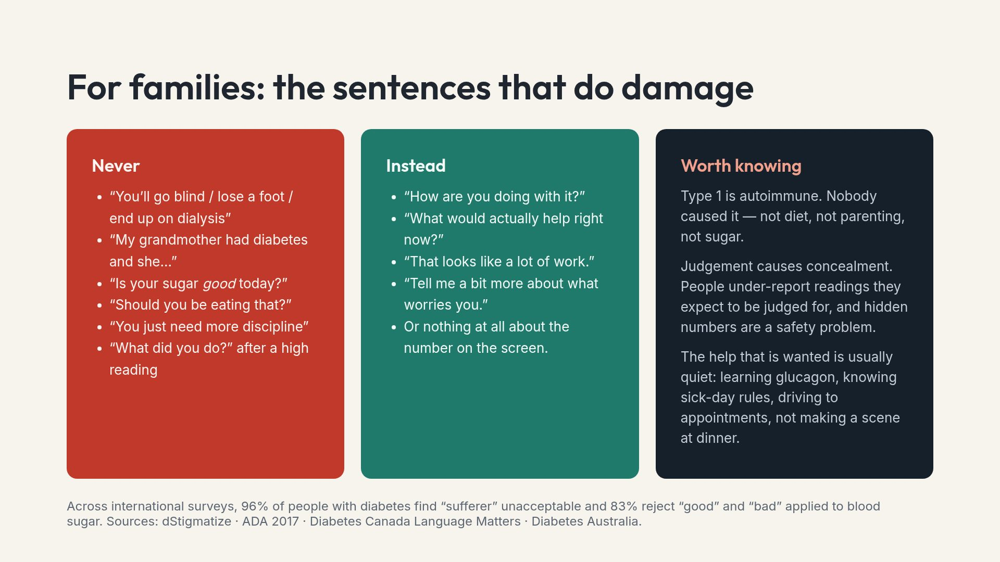 For families: the sentences that do damage
Never
• “You’ll go blind / lose a foot /
end up on dialysis”
• “My grandmother had diabetes
and she…”
• “Is your sugar good today?”
• “Should you be eating that?”
• “You just need more discipline”
• “What did you do?” after a high
reading
Instead
• “How are you doing with it?”
• “What would actually help right
now?”
• “That looks like a lot of work.”
• “Tell me a bit more about what
worries you.”
• Or nothing at all about the
number on the screen.
Worth knowing
Type 1 is autoimmune. Nobody
caused it — not diet, not parenting,
not sugar.
Judgement causes concealment.
People under-report readings they
expect to be judged for, and hidden
numbers are a safety problem.
The help that is wanted is usually
quiet: learning glucagon, knowing
sick-day rules, driving to
appointments, not making a scene
at dinner.
Across international surveys, 96% of people with diabetes find “sufferer” unacceptable and 83% reject “good” and “bad” applied to blood
sugar. Sources: dStigmatize · ADA 2017 · Diabetes Canada Language Matters · Diabetes Australia.